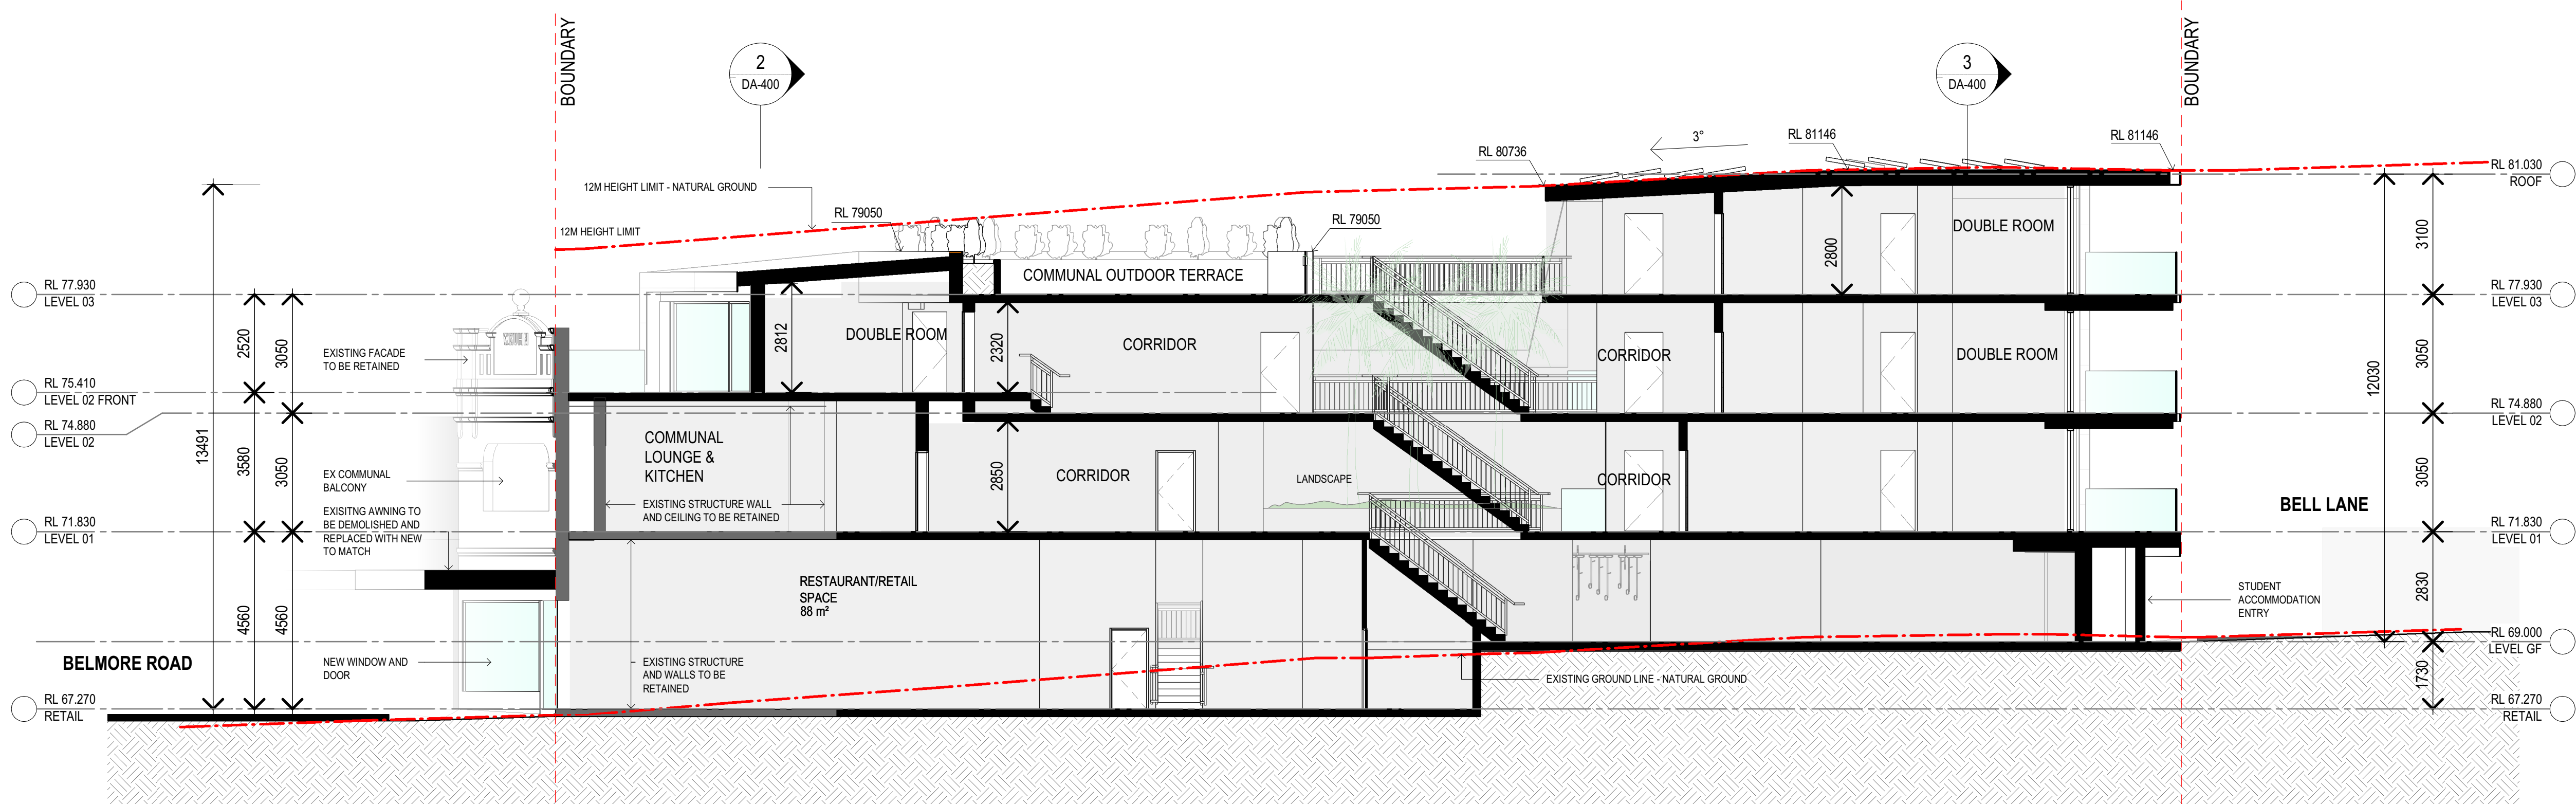 BOUNDARY
BOUNDARY
2
DA-400
3
DA-400
3°
RL 81146
RL 81146
RL 80736
RL 81.030
ROOF
12M HEIGHT LIMIT - NATURAL GROUND
RL 79050
RL 79050
12M HEIGHT LIMIT
DOUBLE ROOM
3100
2800
COMMUNAL OUTDOOR TERRACE
RL 77.930
LEVEL 03
RL 77.930
LEVEL 03
2520
3050
EXISTING FACADE
TO BE RETAINED
2812
DOUBLE ROOM
2320
CORRIDOR
CORRIDOR
DOUBLE ROOM
3050
12030
RL 75.410
LEVEL 02 FRONT
RL 74.880
LEVEL 02
RL 74.880
LEVEL 02
13491
3580
3050
COMMUNAL
LOUNGE &
KITCHEN
EX COMMUNAL
BALCONY
2850
CORRIDOR
LANDSCAPE
CORRIDOR
3050
EXISTING STRUCTURE WALL
AND CEILING TO BE RETAINED
EXISITNG AWNING TO
BE DEMOLISHED AND
REPLACED WITH NEW
TO MATCH
BELL LANE
RL 71.830
LEVEL 01
RL 71.830
LEVEL 01
4560
4560
RESTAURANT/RETAIL
SPACE
88 m²
2830
STUDENT
ACCOMMODATION
ENTRY
RL 69.000
LEVEL GF
BELMORE ROAD
NEW WINDOW AND
DOOR
EXISTING STRUCTURE
AND WALLS TO BE
RETAINED
EXISTING GROUND LINE - NATURAL GROUND
1730
RL 67.270
RETAIL
RL 67.270
RETAIL